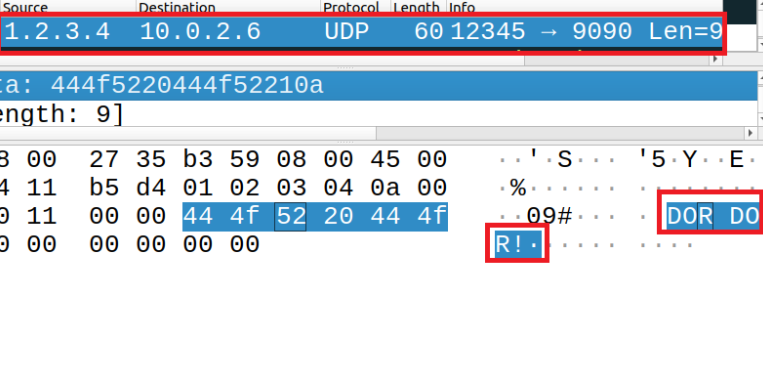 Source Destination Protocol Length Info
1.2.3.4 10.0.2.6 UDP 60 12345 → 9090 Len=9
ta: 444f5220444f52210a
ength: 9]
8 00 27 35 b3 59 08 00 45 00 ··'·S··· '5·Y··E·
4 11 b5 d4 01 02 03 04 0a 00 ·%······ ········
0 11 00 00 44 4f 52 20 44 4f ··09#··· ·DOR DO
0 00 00 00 00 00 R!······ ····